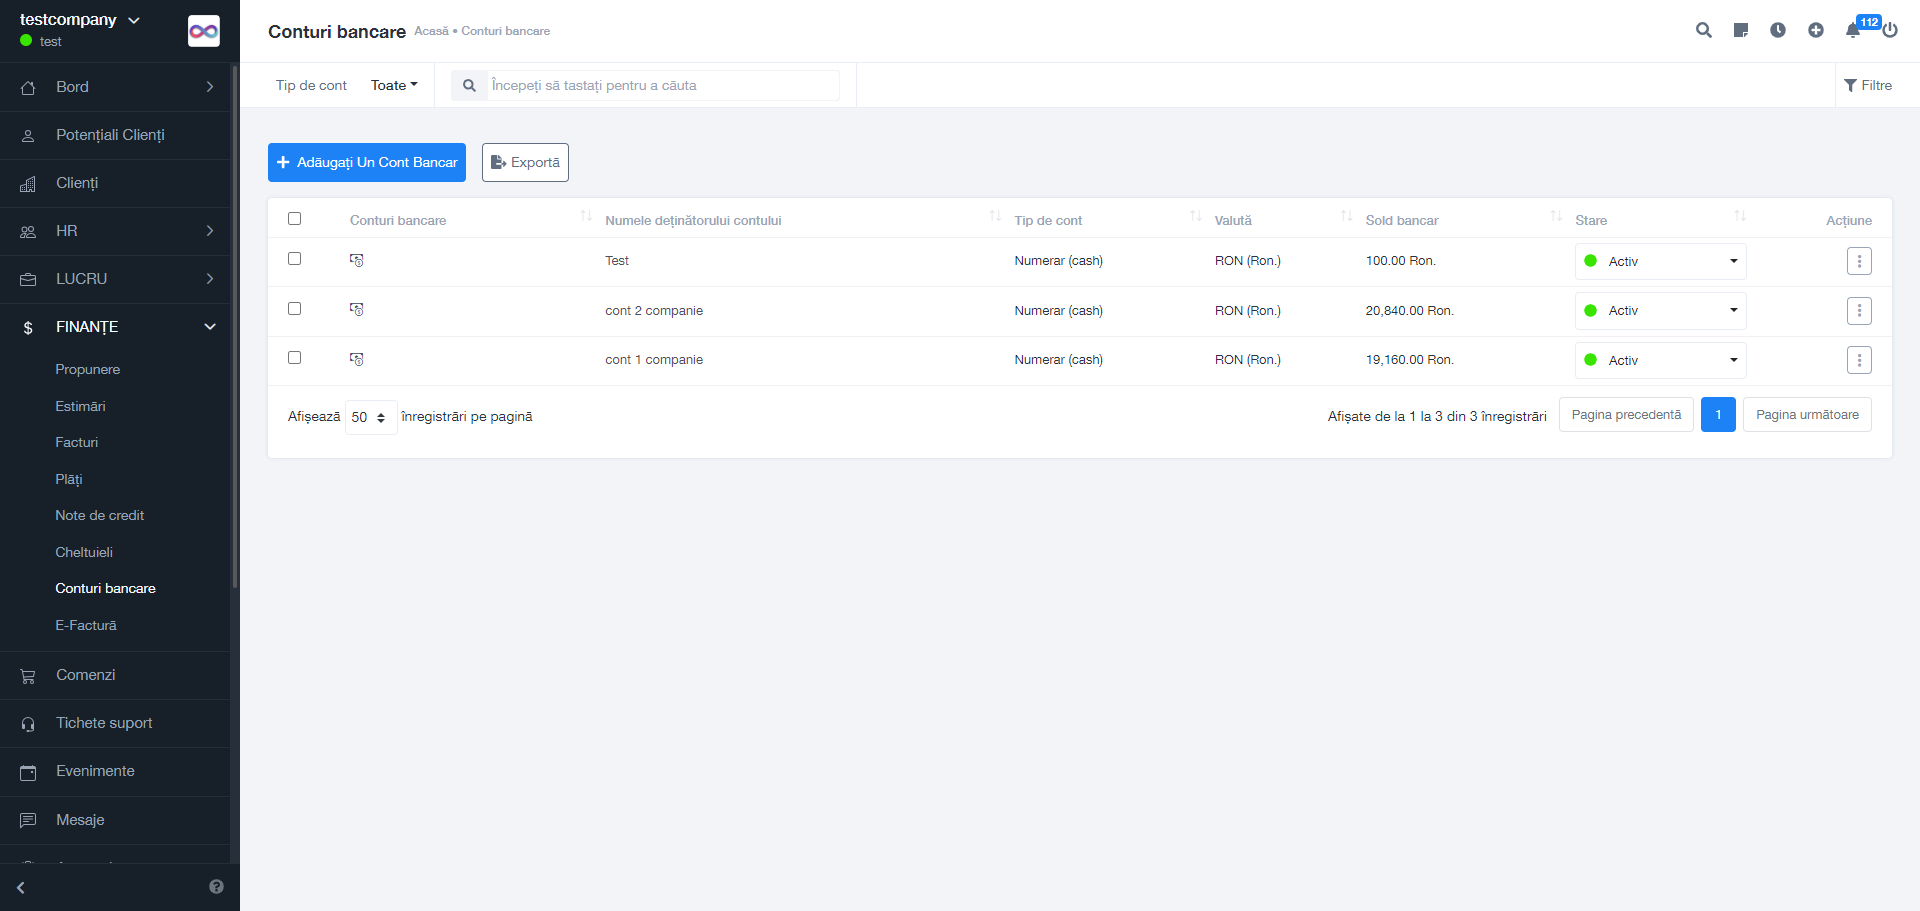 testcompany
test
Bord
Potențiali Clienți
Clienți
HR
LUCRU
FINANȚE
Propunere
Estimări
Facturi
Plăți
Note de credit
Cheltuieli
Conturi bancare
E-Factură
Comenzi
Tichete suport
Evenimente
Mesaje
Conturi bancare Acasă • Conturi bancare
112
Tip de cont Toate Începeți să tastați pentru a căuta Filtre
Adăugați Un Cont Bancar Exportă
Conturi bancare Numele deținătorului contului Tip de cont Valută Sold bancar Stare Acțiune
Test Numerar (cash) RON (Ron.) 100.00 Ron. Activ
cont 2 companie Numerar (cash) RON (Ron.) 20,840.00 Ron. Activ
cont 1 companie Numerar (cash) RON (Ron.) 19,160.00 Ron. Activ
Afișează 50 înregistrări pe pagină Afișate de la 1 la 3 din 3 înregistrări Pagina precedentă 1 Pagina următoare